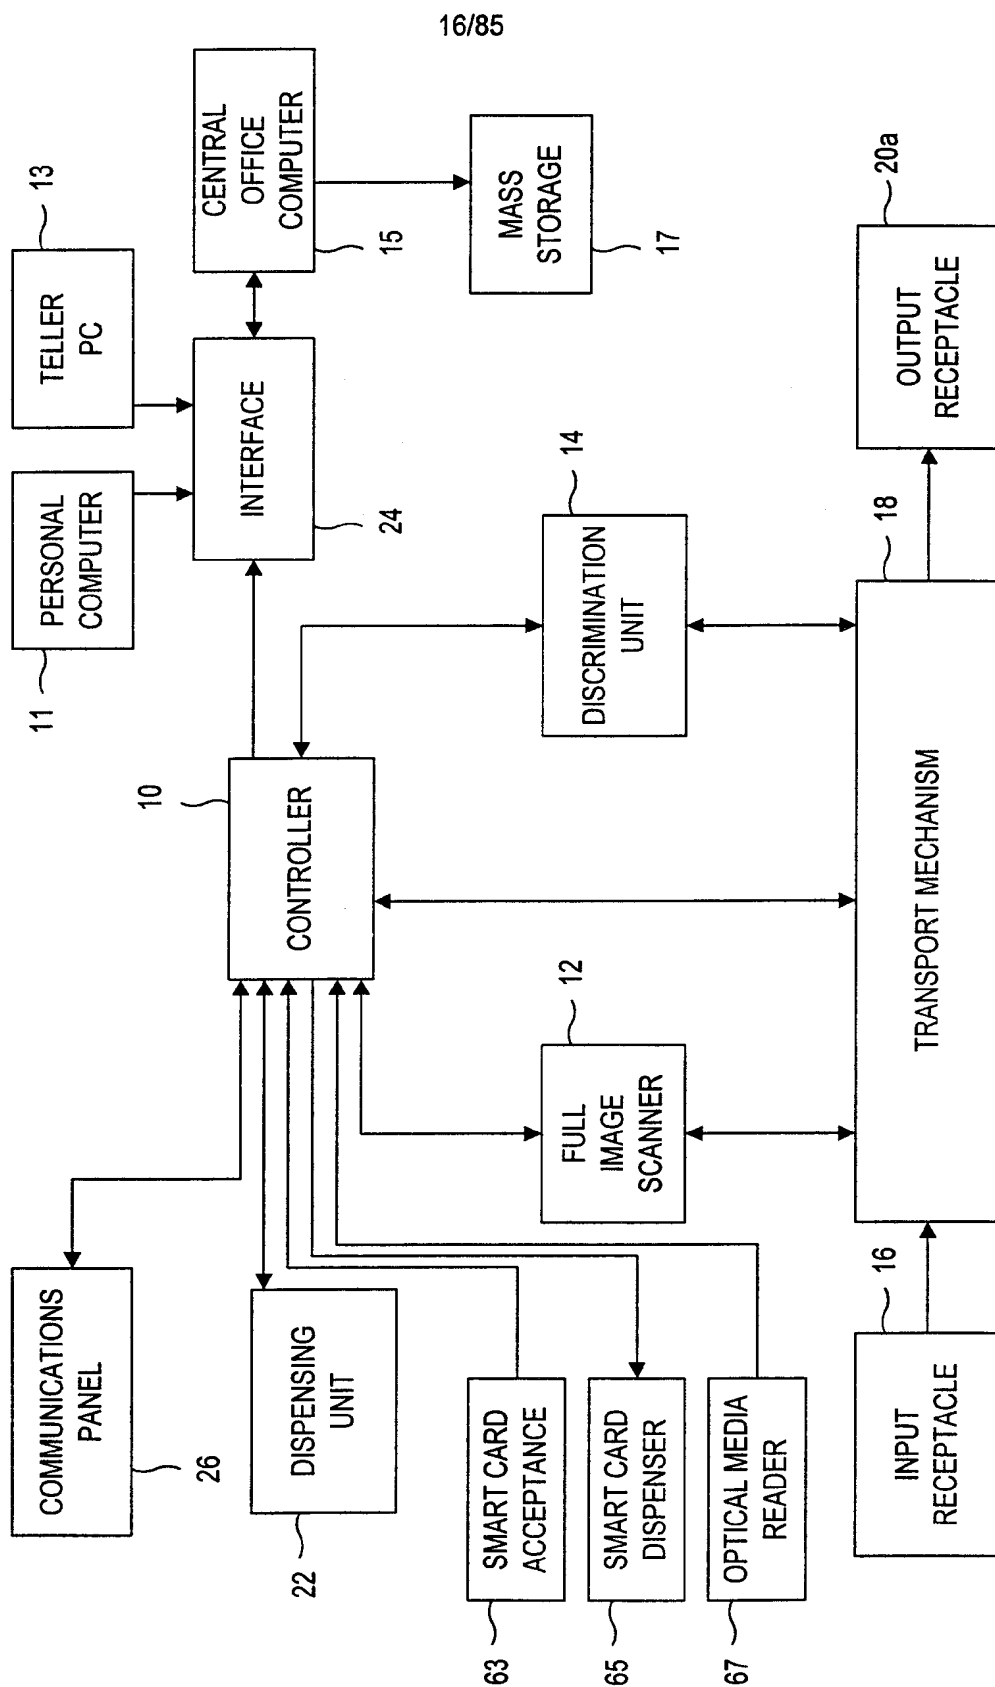 16/85
COMMUNICATIONS
PANEL
26
DISPENSING
UNIT
22
SMART CARD
ACCEPTANCE
63
SMART CARD
DISPENSER
65
OPTICAL MEDIA
READER
67
INPUT
RECEPTACLE
16
FULL
IMAGE
SCANNER
12
CONTROLLER
10
TRANSPORT MECHANISM
18
DISCRIMINATION
UNIT
14
PERSONAL
COMPUTER
11
TELLER
PC
13
INTERFACE
24
CENTRAL
OFFICE
COMPUTER
15
MASS
STORAGE
17
OUTPUT
RECEPTACLE
20a